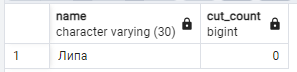 name cut_count
character varying (30) bigint
1 Липа 0